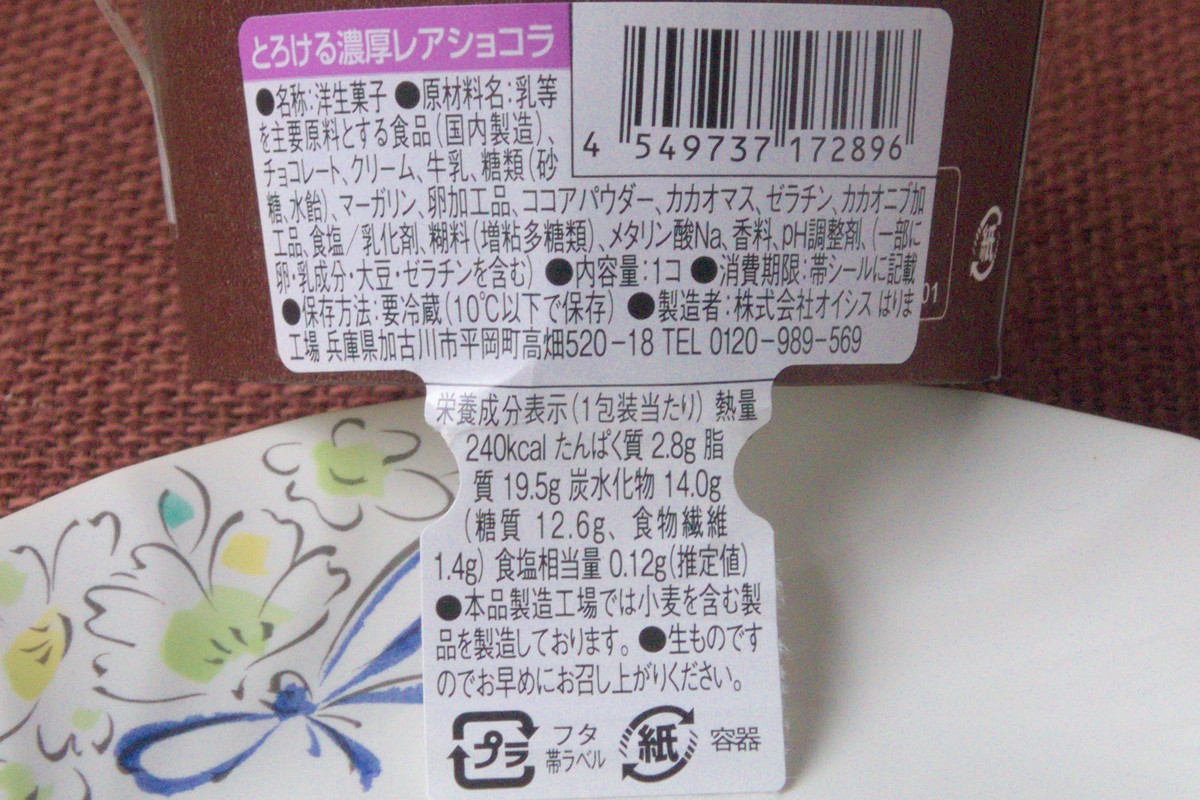 とろける濃厚レアショコラ
●名称:洋生菓子 ●原材料名:乳等
を主要原料とする食品(国内製造)、
チョコレート、クリーム、牛乳、糖類(砂
糖、水飴)、マーガリン、卵加工品、ココアパウダー、カカオマス、ゼラチン、カカオニブ加
工品、食塩/乳化剤、糊料(増粘多糖類)、メタリン酸Na、香料、pH調整剤、(一部に
卵・乳成分・大豆・ゼラチンを含む) ●内容量:1コ ●消費期限:帯シールに記載
●保存方法:要冷蔵(10℃以下で保存) ●製造者:株式会社オイシス はりま
工場 兵庫県加古川市平岡町高畑520-18 TEL 0120-989-569
4 549737 172896
紙
01
栄養成分表示(1包装当たり) 熱量
240kcal たんぱく質 2.8g 脂
質 19.5g 炭水化物 14.0g
(糖質 12.6g、食物繊維
1.4g) 食塩相当量 0.12g(推定値)
●本品製造工場では小麦を含む製
品を製造しております。●生ものです
のでお早めにお召し上がりください。
プラ フタ 紙 容器
帯ラベル